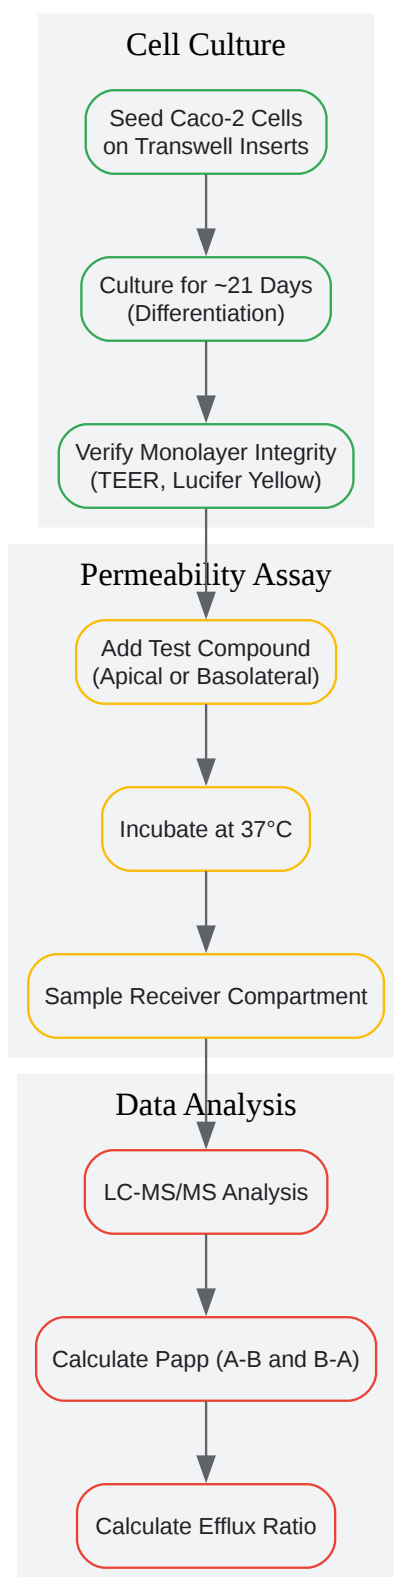 Cell Culture
Seed Caco-2 Cells
on Transwell Inserts
Culture for ~21 Days
(Differentiation)
Verify Monolayer Integrity
(TEER, Lucifer Yellow)
Permeability Assay
Add Test Compound
(Apical or Basolateral)
Incubate at 37°C
Sample Receiver Compartment
Data Analysis
LC-MS/MS Analysis
Calculate Papp (A-B and B-A)
Calculate Efflux Ratio